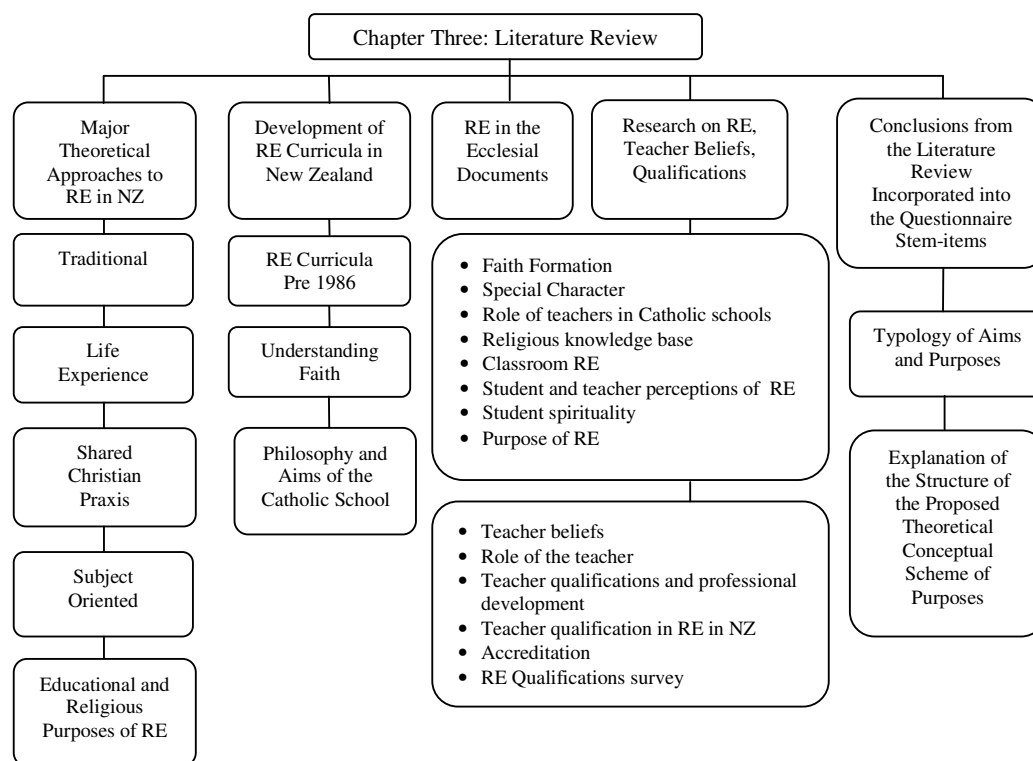 Chapter Three: Literature Review
Major
Theoretical
Approaches to
RE in NZ
Traditional
Life
Experience
Shared
Christian
Praxis
Subject
Oriented
Educational and
Religious
Purposes of RE
Development of
RE Curricula in
New Zealand
RE Curricula
Pre 1986
Understanding
Faith
Philosophy and
Aims of the
Catholic School
RE in the
Ecclesial
Documents
Research on RE,
Teacher Beliefs,
Qualifications
• Faith Formation
• Special Character
• Role of teachers in Catholic schools
• Religious knowledge base
• Classroom RE
• Student and teacher perceptions of RE
• Student spirituality
• Purpose of RE
• Teacher beliefs
• Role of the teacher
• Teacher qualifications and professional
development
• Teacher qualification in RE in NZ
• Accreditation
• RE Qualifications survey
Conclusions from
the Literature
Review
Incorporated into
the Questionnaire
Stem-items
Typology of Aims
and Purposes
Explanation of
the Structure of
the Proposed
Theoretical
Conceptual
Scheme of
Purposes